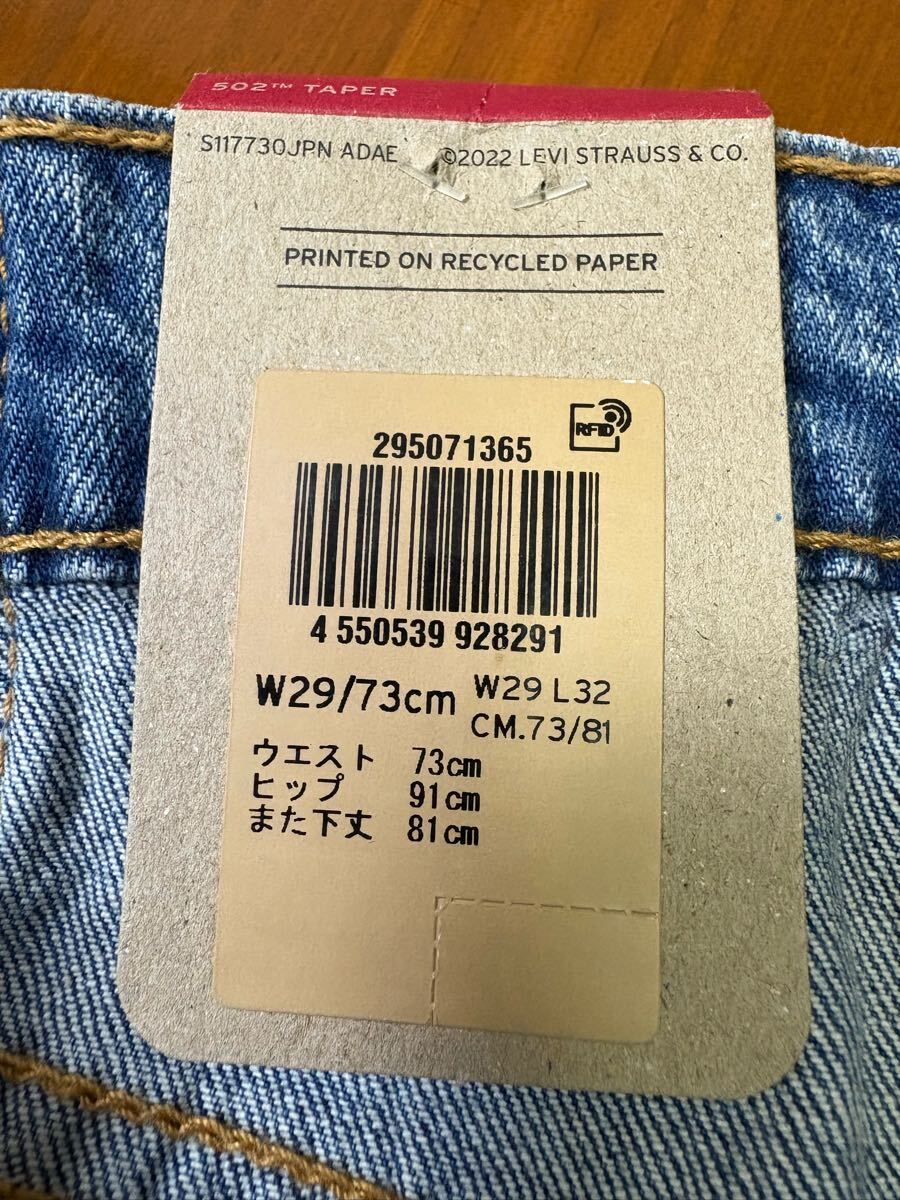 502™ TAPER
S117730JPN ADAE ©2022 LEVI STRAUSS & CO.
PRINTED ON RECYCLED PAPER
RFID
295071365
4 550539 928291
W29/73cm W29 L32
CM.73/81
ウエスト 73cm
ヒップ 91cm
また下丈 81cm